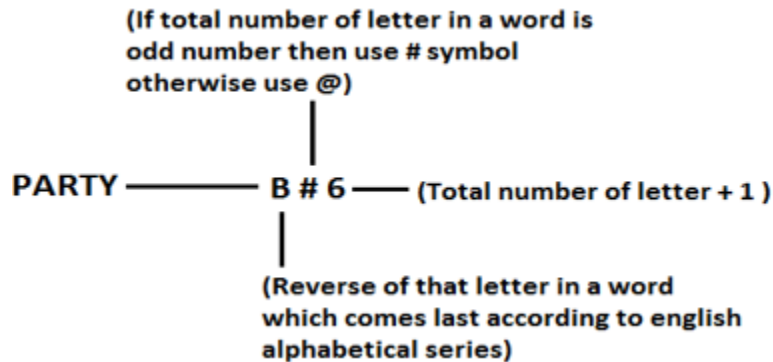 (If total number of letter in a word is
odd number then use # symbol
otherwise use @)
PARTY B # 6 (Total number of letter + 1 )
(Reverse of that letter in a word
which comes last according to english
alphabetical series)